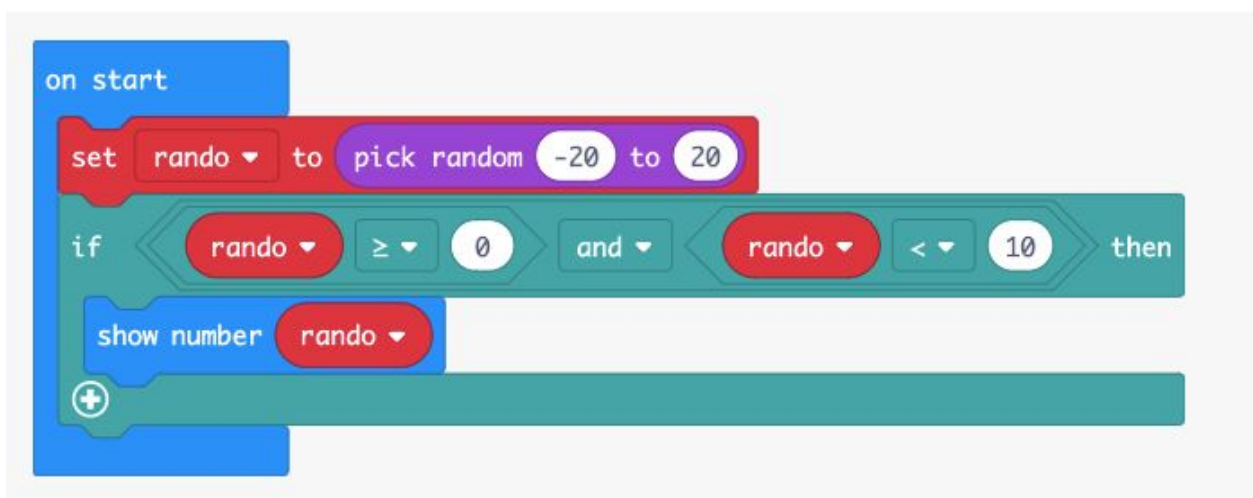 on start
set rando to pick random -20 to 20
if rando ≥ 0 and rando < 10 then
show number rando